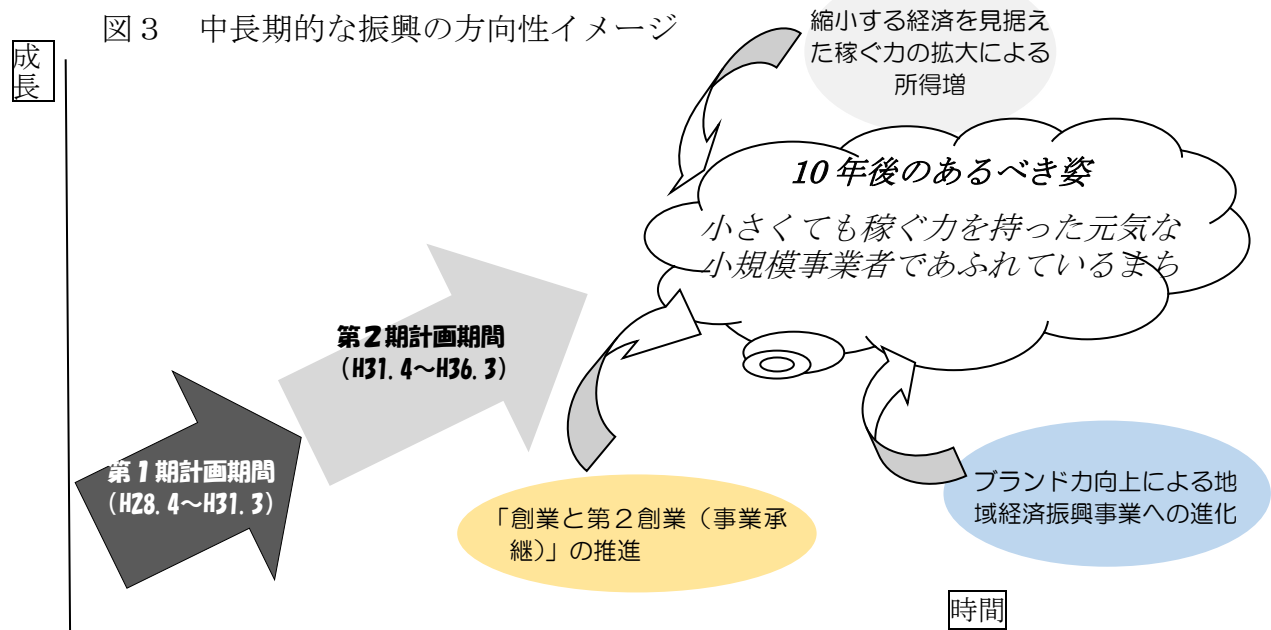 図３　中長期的な振興の方向性イメージ
成
長
縮小する経済を見据え
た稼ぐ力の拡大による
所得増
10 年後のあるべき姿
小さくても稼ぐ力を持った元気な
小規模事業者であふれているまち
第２期計画期間
（H31. 4～H36. 3）
第１期計画期間
（H28. 4～H31. 3）
「創業と第２創業（事業承
継）」の推進
ブランド力向上による地
域経済振興事業への進化
時間